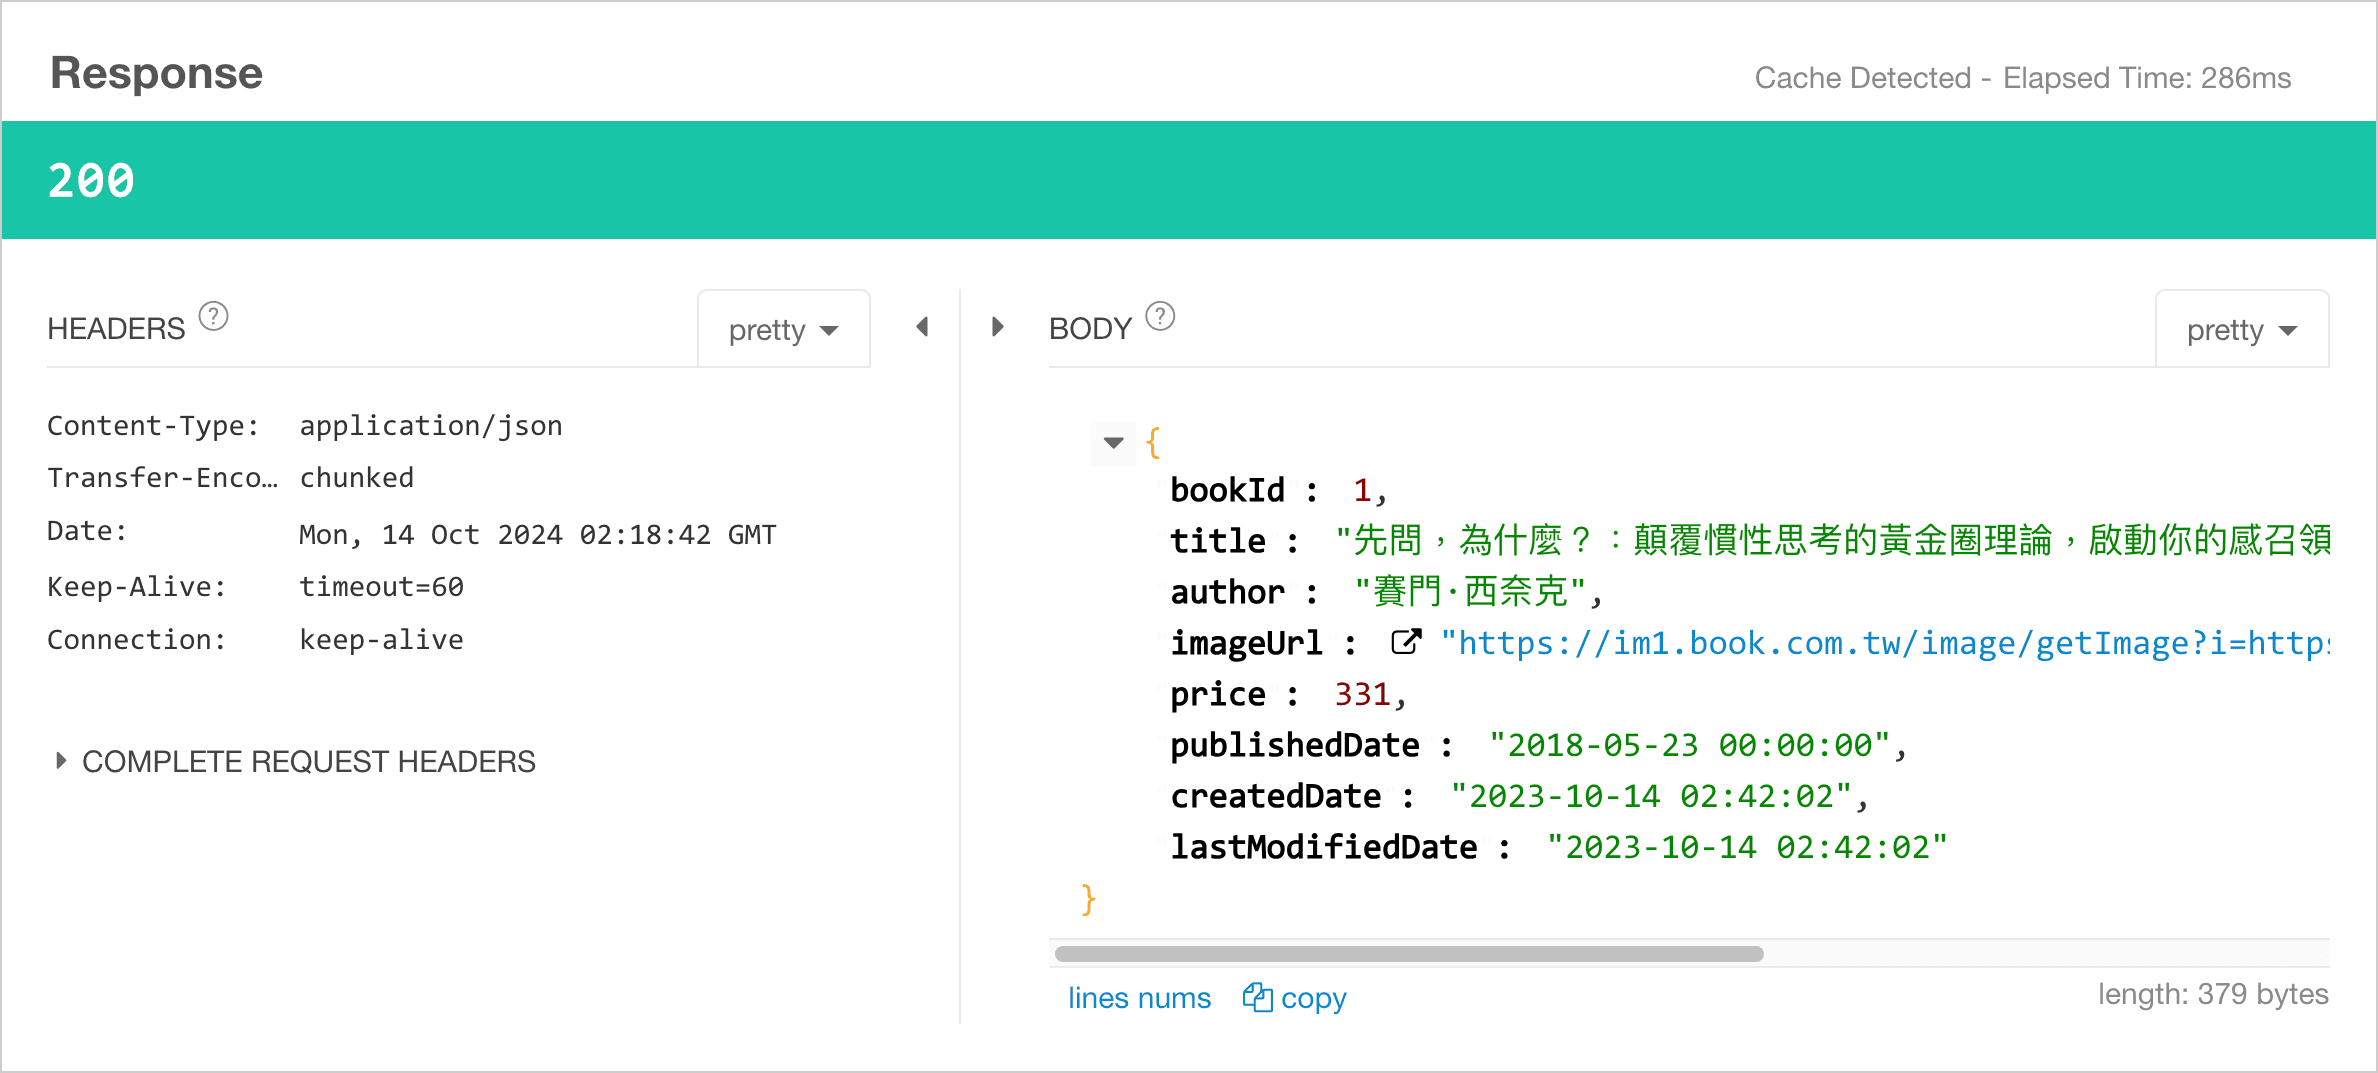 Response
Cache Detected - Elapsed Time: 286ms
200
HEADERS ?
pretty
Content-Type: application/json
Transfer-Enco… chunked
Date: Mon, 14 Oct 2024 02:18:42 GMT
Keep-Alive: timeout=60
Connection: keep-alive
COMPLETE REQUEST HEADERS
BODY ?
pretty
{
bookId : 1,
title : "先問，為什麼？：顛覆慣性思考的黃金圈理論，啟動你的感召領
author : "賽門·西奈克",
imageUrl : "https://im1.book.com.tw/image/getImage?i=https
price : 331,
publishedDate : "2018-05-23 00:00:00",
createdDate : "2023-10-14 02:42:02",
lastModifiedDate : "2023-10-14 02:42:02"
}
lines nums copy
length: 379 bytes